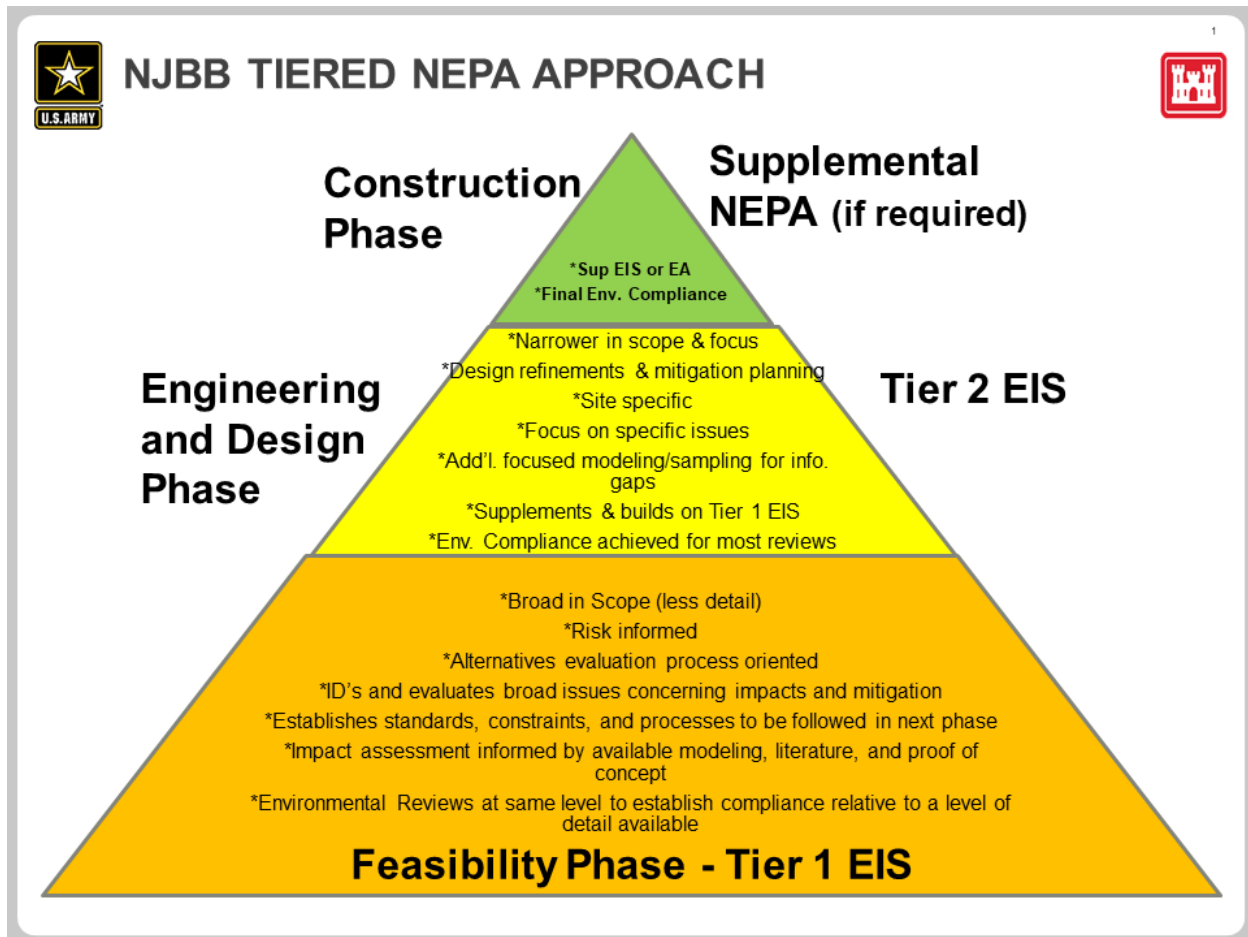 1
U.S.ARMY
NJBB TIERED NEPA APPROACH
Construction
Phase
Supplemental
NEPA (if required)
*Sup EIS or EA
*Final Env. Compliance
Engineering
and Design
Phase
Tier 2 EIS
*Narrower in scope & focus
*Design refinements & mitigation planning
*Site specific
*Focus on specific issues
*Add'l. focused modeling/sampling for info.
gaps
*Supplements & builds on Tier 1 EIS
*Env. Compliance achieved for most reviews
*Broad in Scope (less detail)
*Risk informed
*Alternatives evaluation process oriented
*ID's and evaluates broad issues concerning impacts and mitigation
*Establishes standards, constraints, and processes to be followed in next phase
*Impact assessment informed by available modeling, literature, and proof of
concept
*Environmental Reviews at same level to establish compliance relative to a level of
detail available
Feasibility Phase - Tier 1 EIS